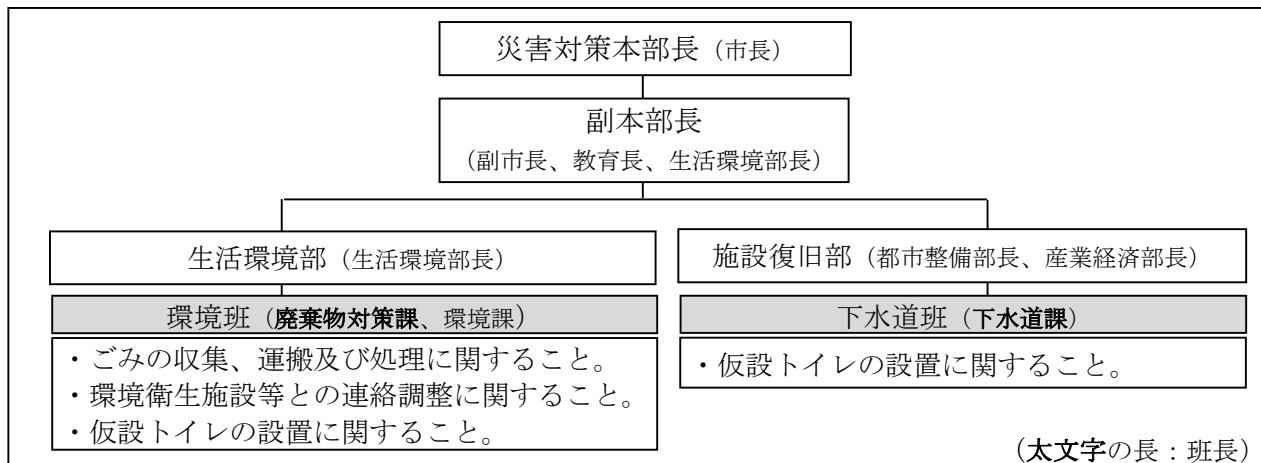 災害対策本部長（市長）
副本部長
（副市長、教育長、生活環境部長）
生活環境部（生活環境部長）
環境班（廃棄物対策課、環境課）
・ごみの収集、運搬及び処理に関すること。
・環境衛生施設等との連絡調整に関すること。
・仮設トイレの設置に関すること。
施設復旧部（都市整備部長、産業経済部長）
下水道班（下水道課）
・仮設トイレの設置に関すること。
（太文字の長：班長）